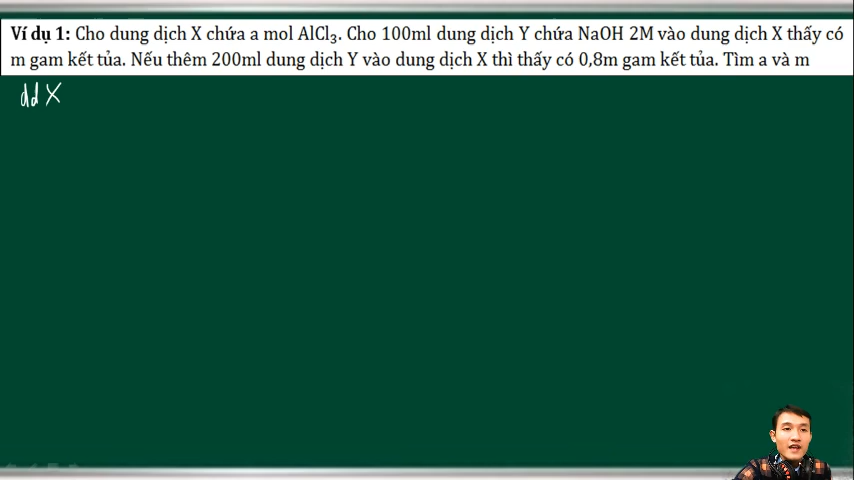 Ví dụ 1: Cho dung dịch X chứa a mol AlCl₃. Cho 100ml dung dịch Y chứa NaOH 2M vào dung dịch X thấy có
m gam kết tủa. Nếu thêm 200ml dung dịch Y vào dung dịch X thì thấy có 0,8m gam kết tủa. Tìm a và m
dd X